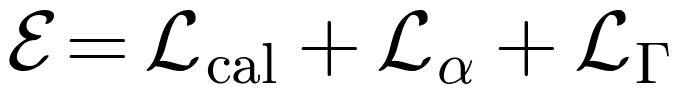 ℰ = ℒ_cal + ℒ_α + ℒ_Γ